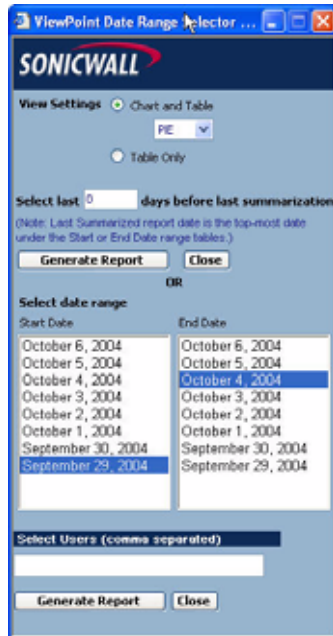 ViewPoint Date Range Selector ...
SONICWALL
View Settings Chart and Table
PIE
Table Only
Select last 0 days before last summarization
(Note: Last Summarized report date is the top-most date
under the Start or End Date range tables.)
Generate Report Close
OR
Select date range
Start Date End Date
October 6, 2004 October 6, 2004
October 5, 2004 October 5, 2004
October 4, 2004 October 4, 2004
October 3, 2004 October 3, 2004
October 2, 2004 October 2, 2004
October 1, 2004 October 1, 2004
September 30, 2004 September 30, 2004
September 29, 2004 September 29, 2004
Select Users (comma separated)
Generate Report Close